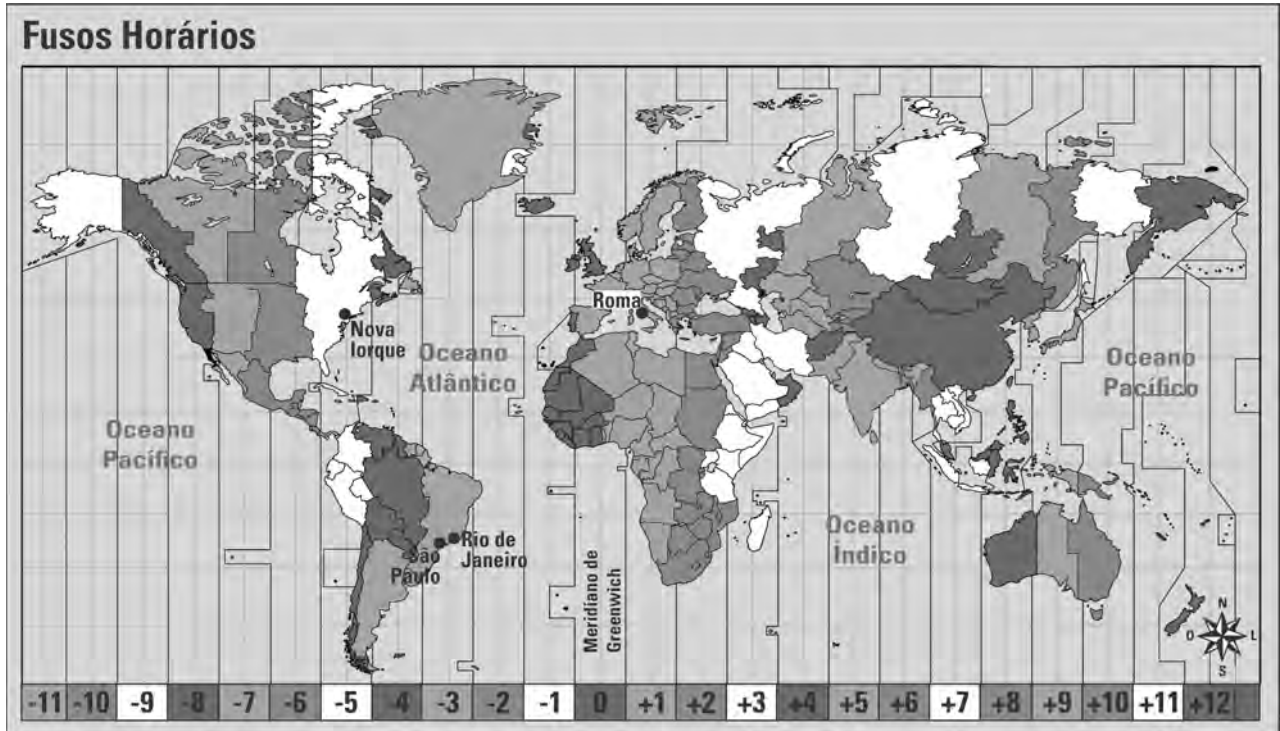 Fusos Horários
Roma
Nova
Iorque
Oceano
Atlântico
Oceano
Pacífico
Oceano
Pacífico
Rio de
Janeiro
São
Paulo
Oceano
Índico
Meridiano de
Greenwich
N
O
L
S
-11 -10 -9 -8 -7 -6 -5 -4 -3 -2 -1 0 +1 +2 +3 +4 +5 +6 +7 +8 +9 +10 +11 +12